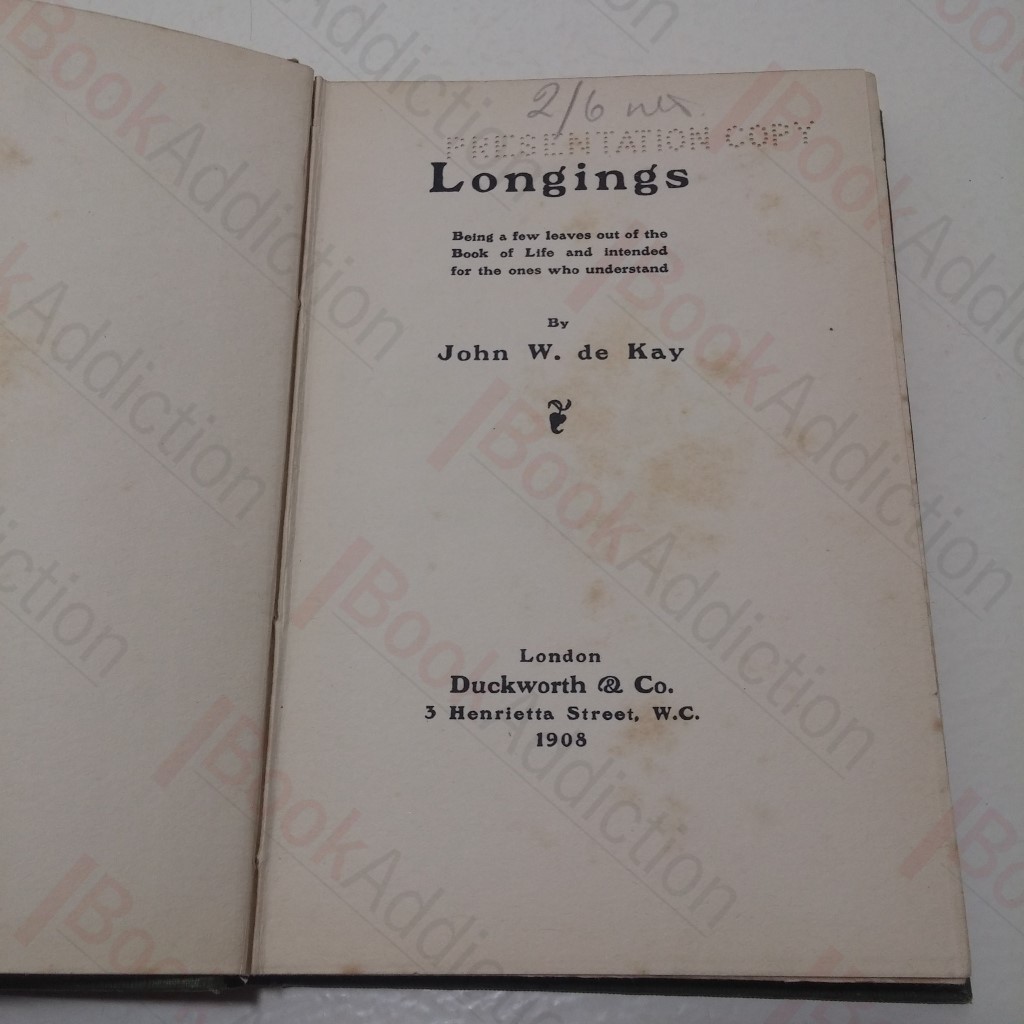 2/6 net.
PRESENTATION COPY
Longings
Being a few leaves out of the
Book of Life and intended
for the ones who understand
By
John W. de Kay
London
Duckworth & Co.
3 Henrietta Street, W.C.
1908
BookAddiction